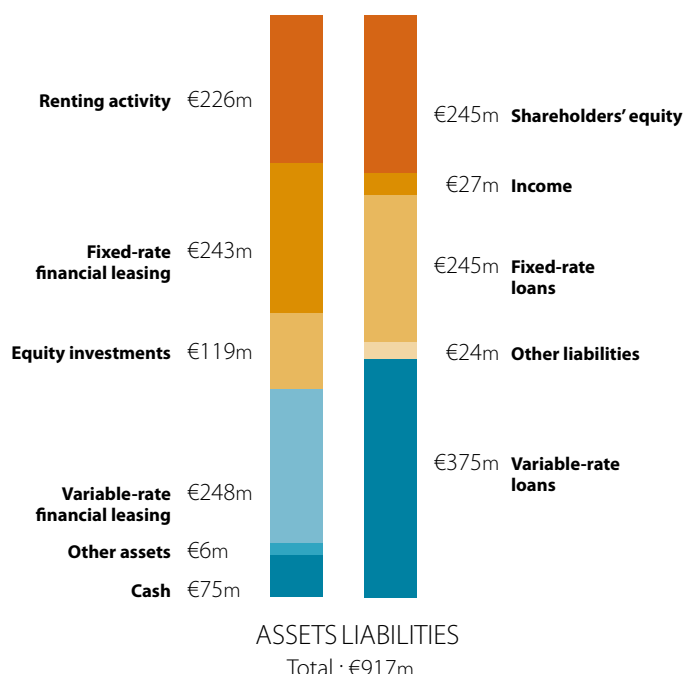 Renting activity €226m
€245m Shareholders' equity
€27m Income
Fixed-rate
financial leasing €243m
€245m Fixed-rate
loans
Equity investments €119m
€24m Other liabilities
€375m Variable-rate
loans
Variable-rate
financial leasing €248m
Other assets €6m
Cash €75m
ASSETS LIABILITIES
Total : €917m